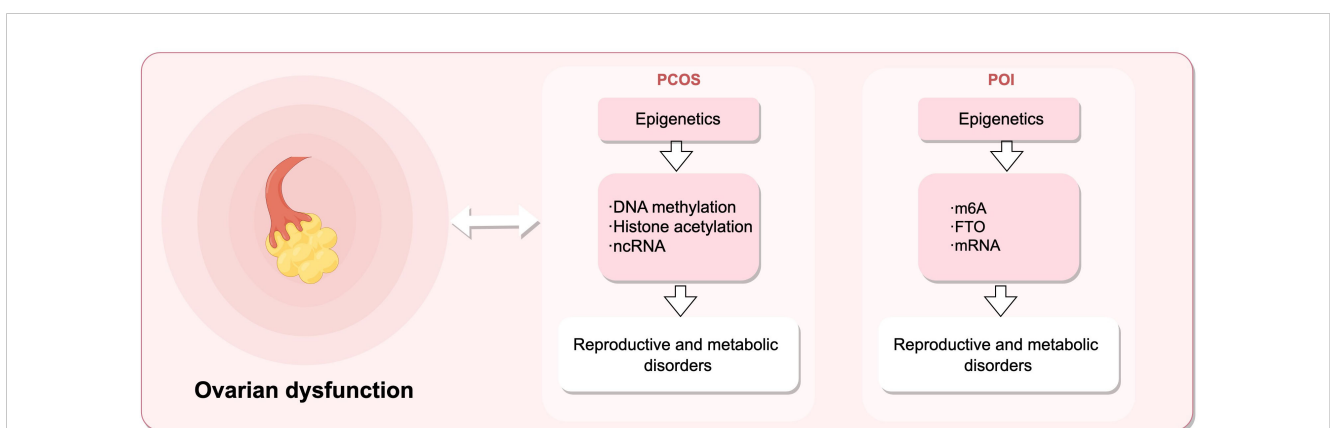 PCOS
Epigenetics
·DNA methylation
·Histone acetylation
·ncRNA
Reproductive and metabolic
disorders
POI
Epigenetics
·m6A
·FTO
·mRNA
Reproductive and metabolic
disorders
Ovarian dysfunction